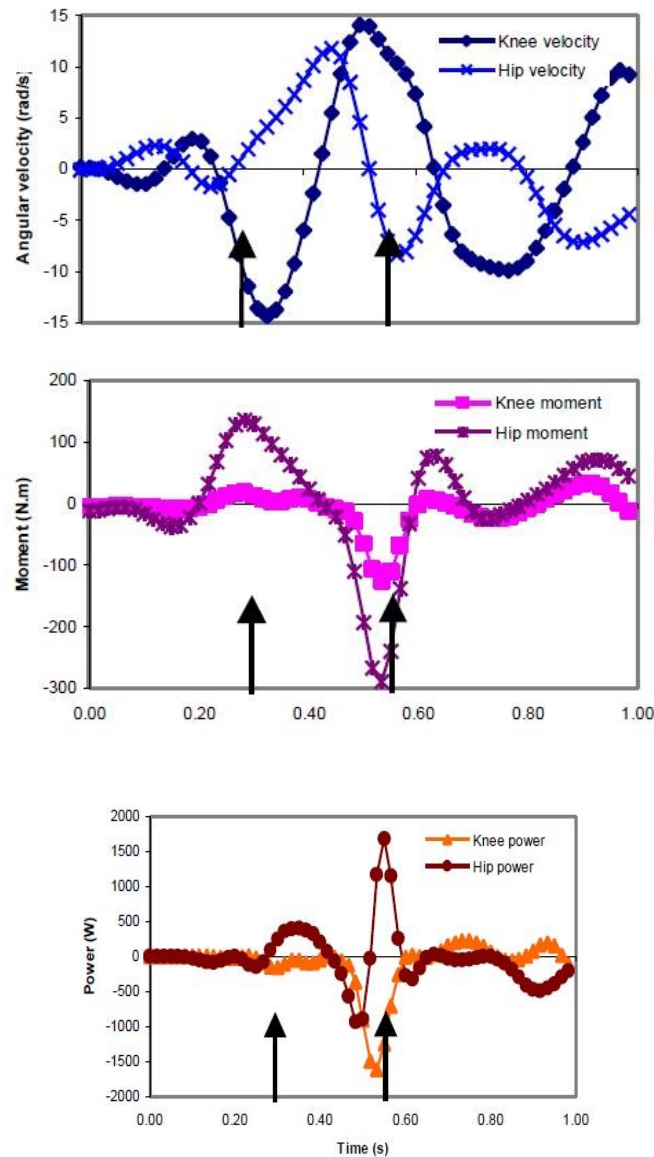 Angular velocity (rad/s)
15
10
5
0
-5
-10
-15
Knee velocity
Hip velocity
Moment (N.m)
200
100
0
-100
-200
-300
Knee moment
Hip moment
0.00 0.20 0.40 0.60 0.80 1.00
Power (W)
2000
1500
1000
500
0
-500
-1000
-1500
-2000
Knee power
Hip power
0.00 0.20 0.40 0.60 0.80 1.00
Time (s)